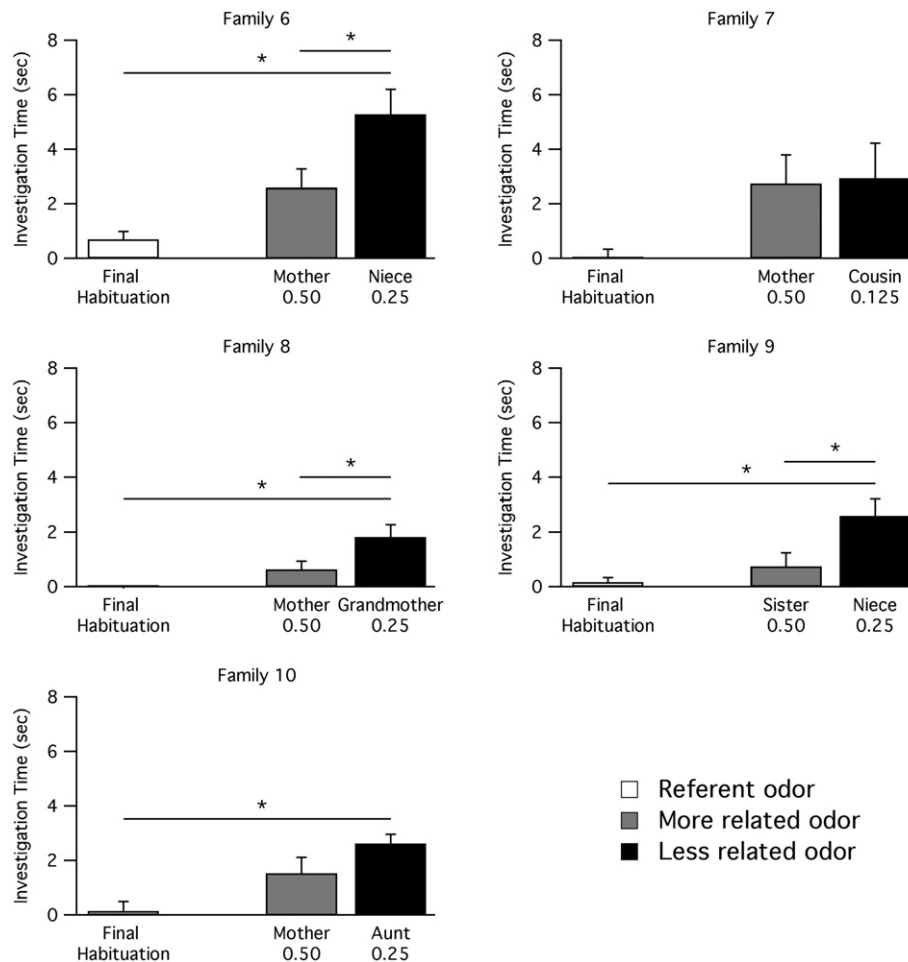 Family 6
Investigation Time (sec)
8
6
4
2
0
*
*
Final Mother Niece
Habituation 0.50 0.25
Family 7
Investigation Time (sec)
8
6
4
2
0
Final Mother Cousin
Habituation 0.50 0.125
Family 8
Investigation Time (sec)
8
6
4
2
0
*
*
Final Mother Grandmother
Habituation 0.50 0.25
Family 9
Investigation Time (sec)
8
6
4
2
0
*
*
Final Sister Niece
Habituation 0.50 0.25
Family 10
Investigation Time (sec)
8
6
4
2
0
*
Final Mother Aunt
Habituation 0.50 0.25
Referent odor
More related odor
Less related odor